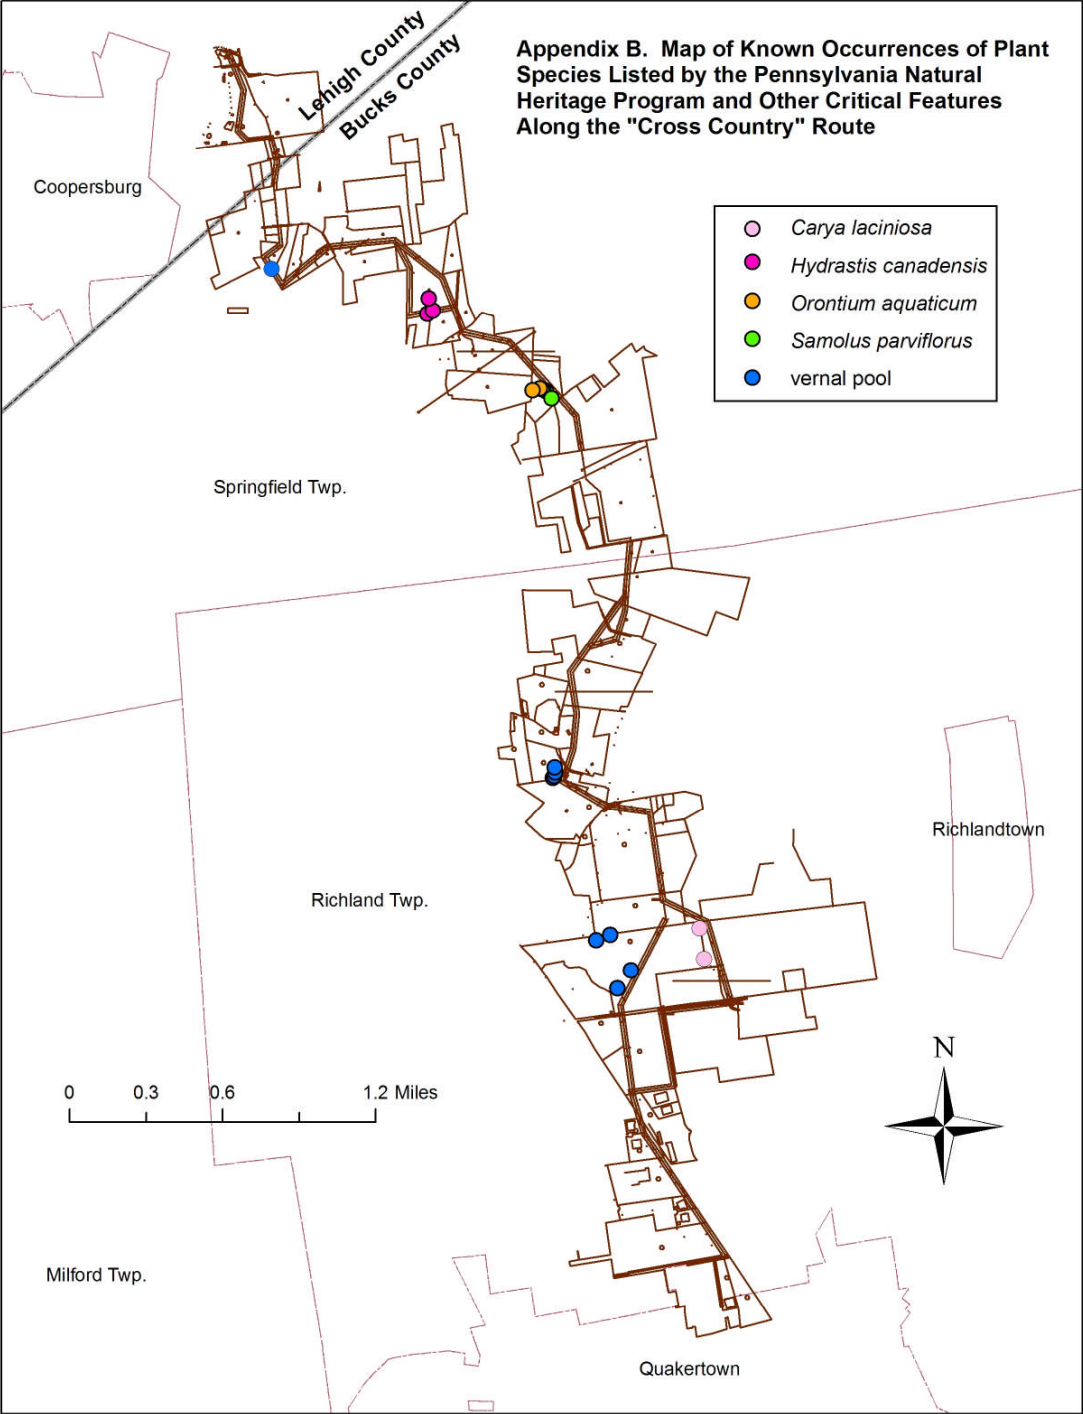 Appendix B.  Map of Known Occurrences of Plant
Species Listed by the Pennsylvania Natural
Heritage Program and Other Critical Features
Along the "Cross Country" Route
Lehigh County
Bucks County
Coopersburg
Carya laciniosa
Hydrastis canadensis
Orontium aquaticum
Samolus parviflorus
vernal pool
Springfield Twp.
Richlandtown
Richland Twp.
N
0 0.3 0.6 1.2 Miles
Milford Twp.
Quakertown